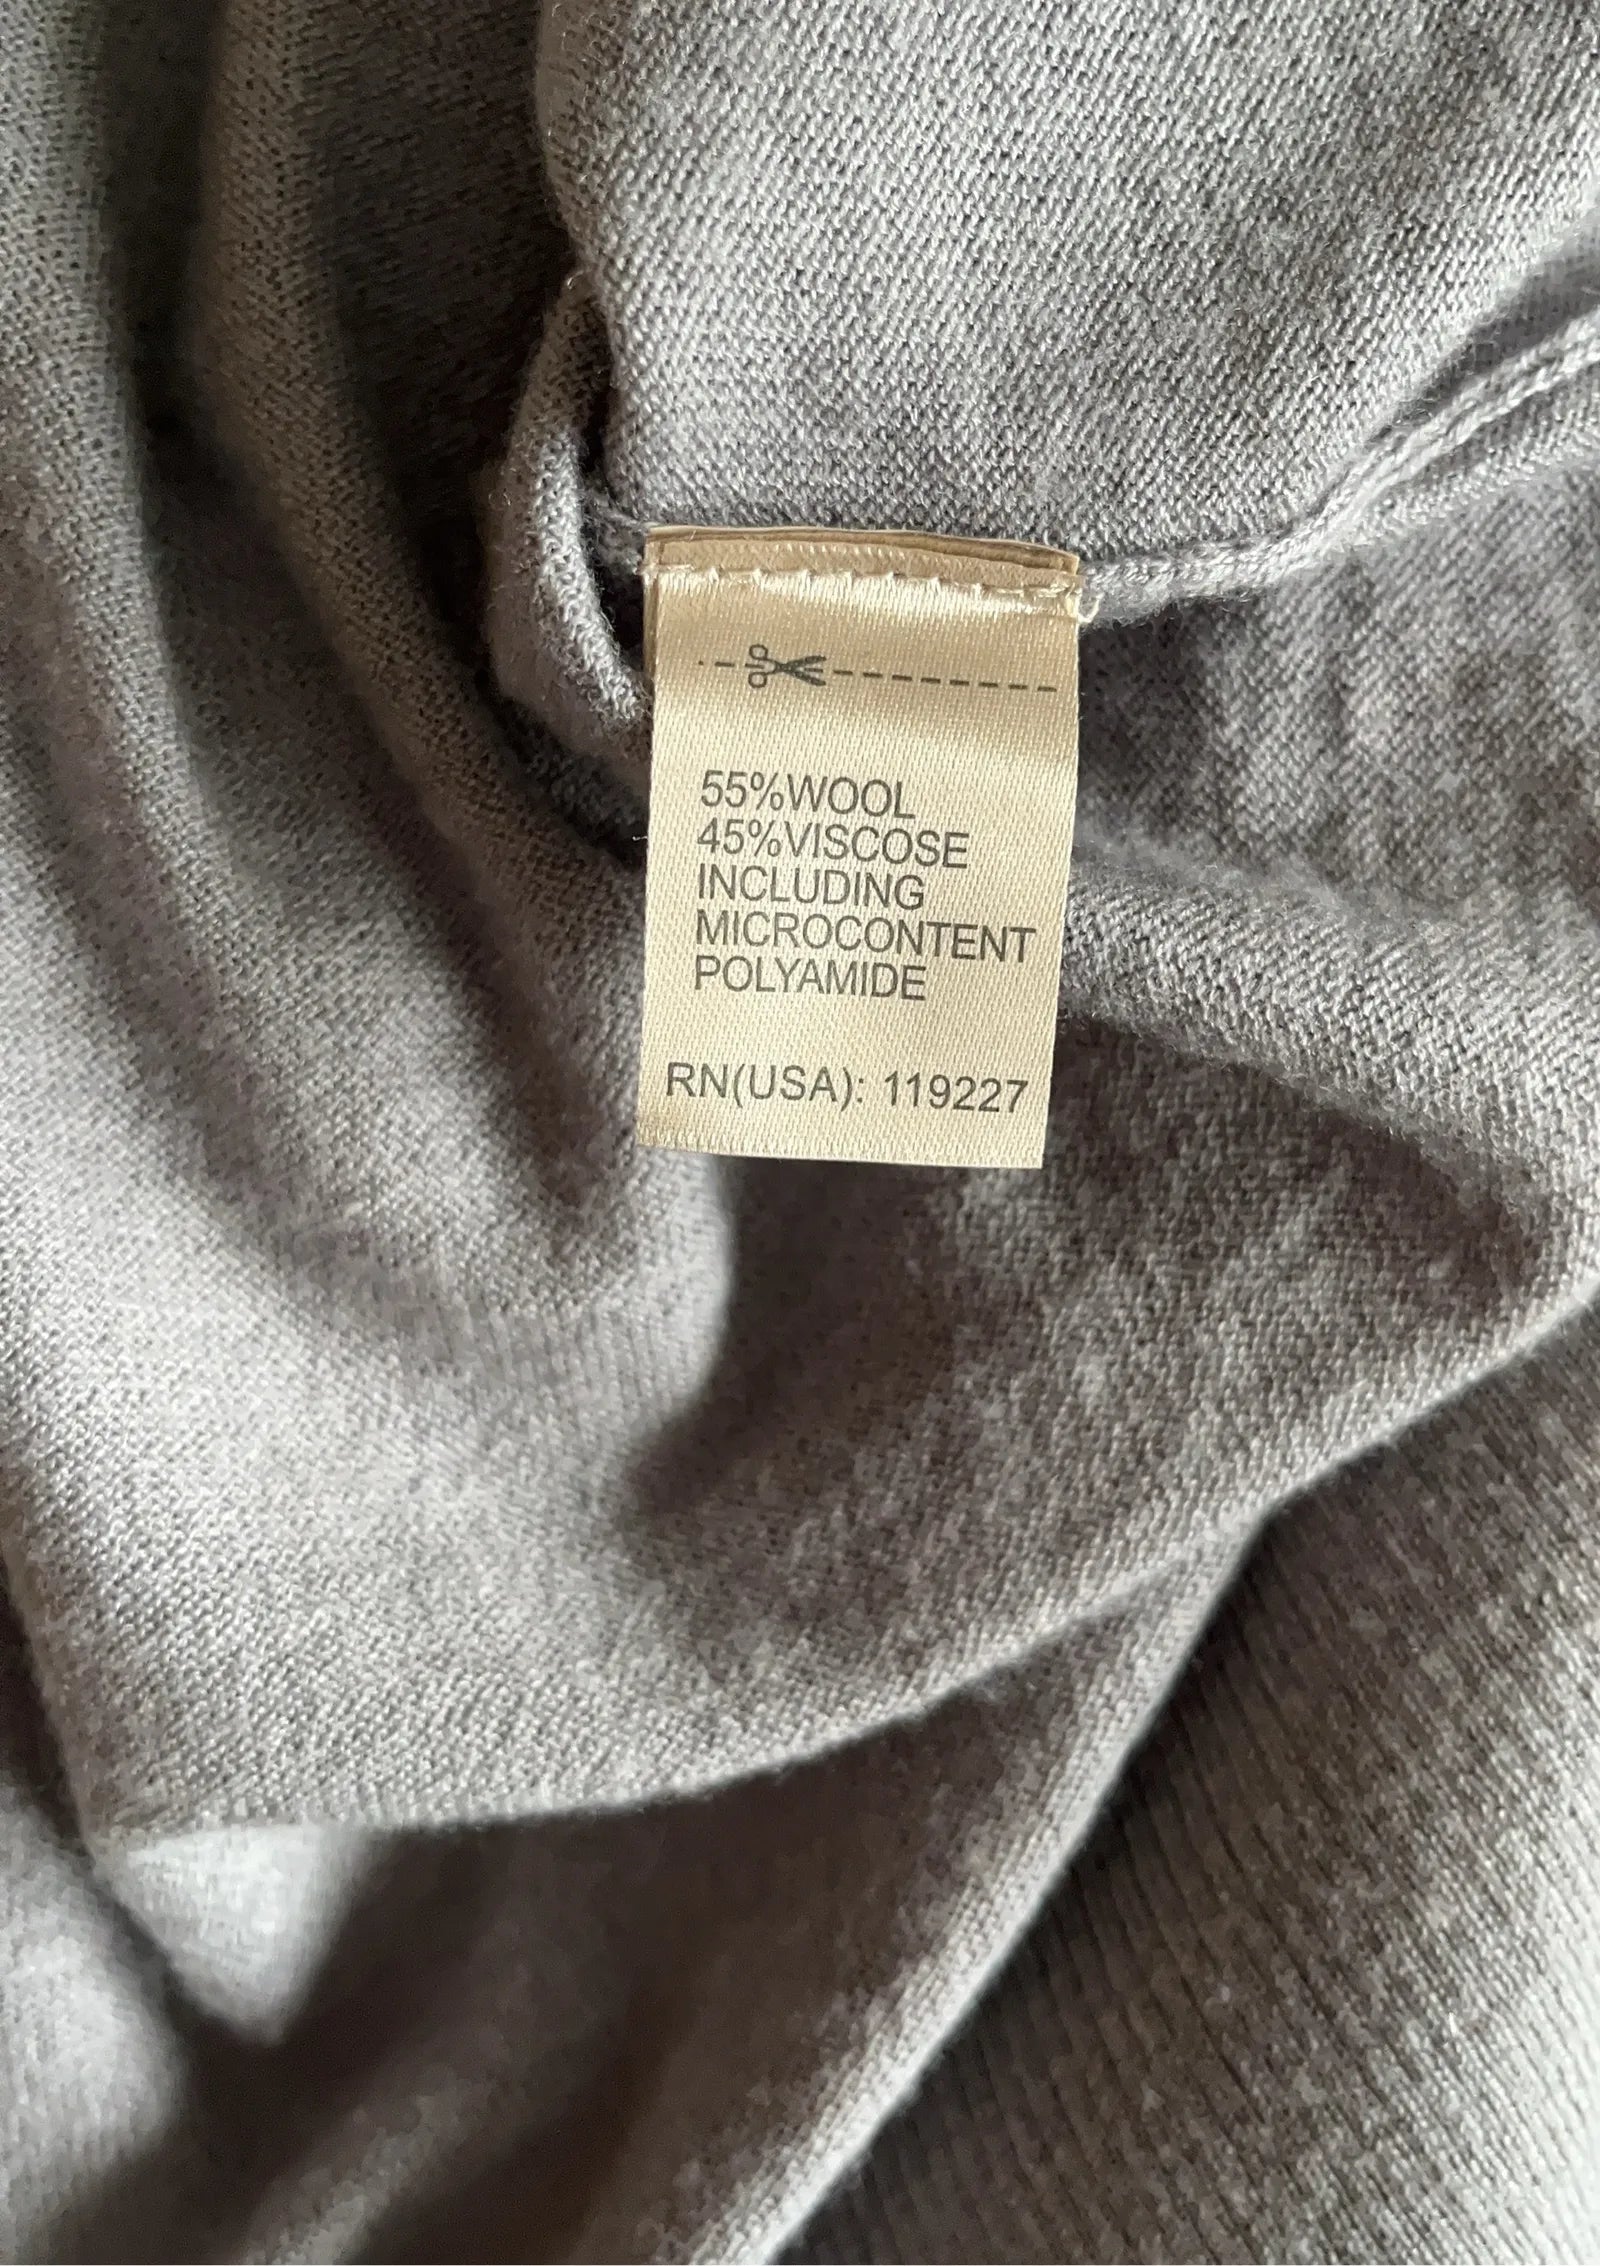 55%WOOL
45%VISCOSE
INCLUDING
MICROCONTENT
POLYAMIDE
RN(USA): 119227